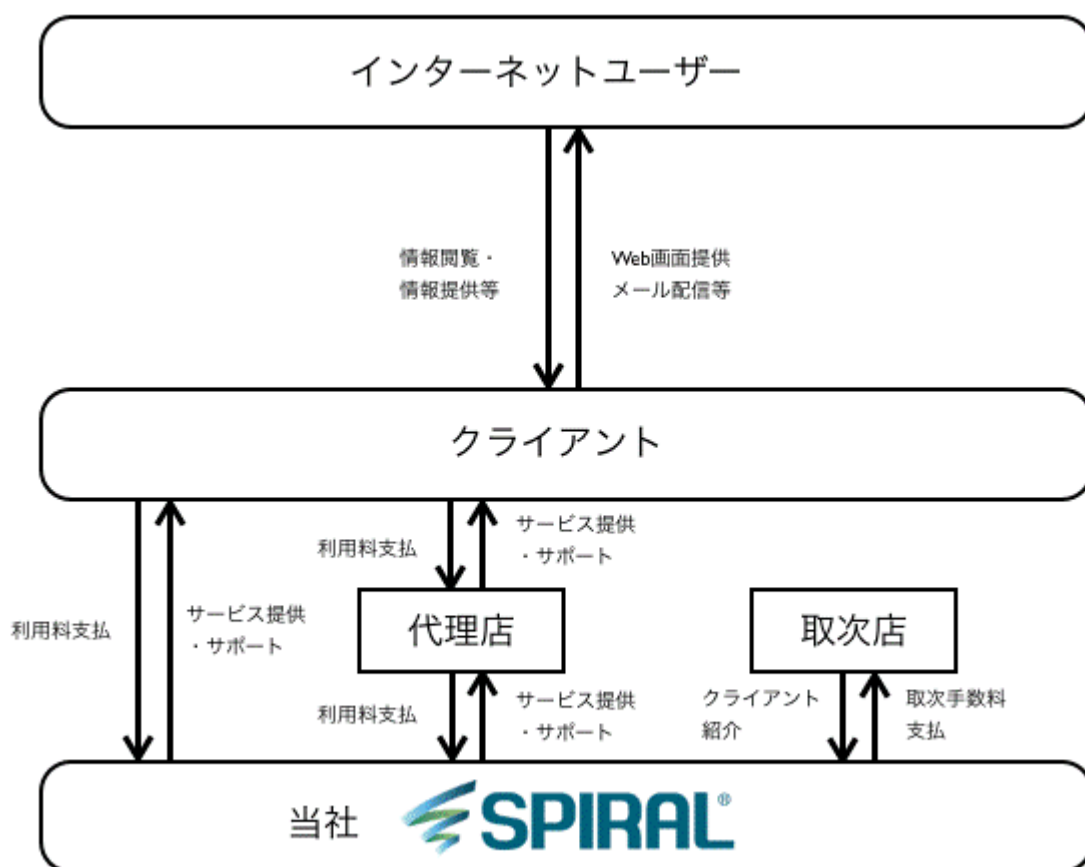 インターネットユーザー
情報閲覧・
情報提供等
Web画面提供
メール配信等
クライアント
利用料支払
サービス提供
・サポート
利用料支払
サービス提供
・サポート
代理店
取次店
利用料支払
サービス提供
・サポート
クライアント
紹介
取次手数料
支払
当社 SPIRAL®